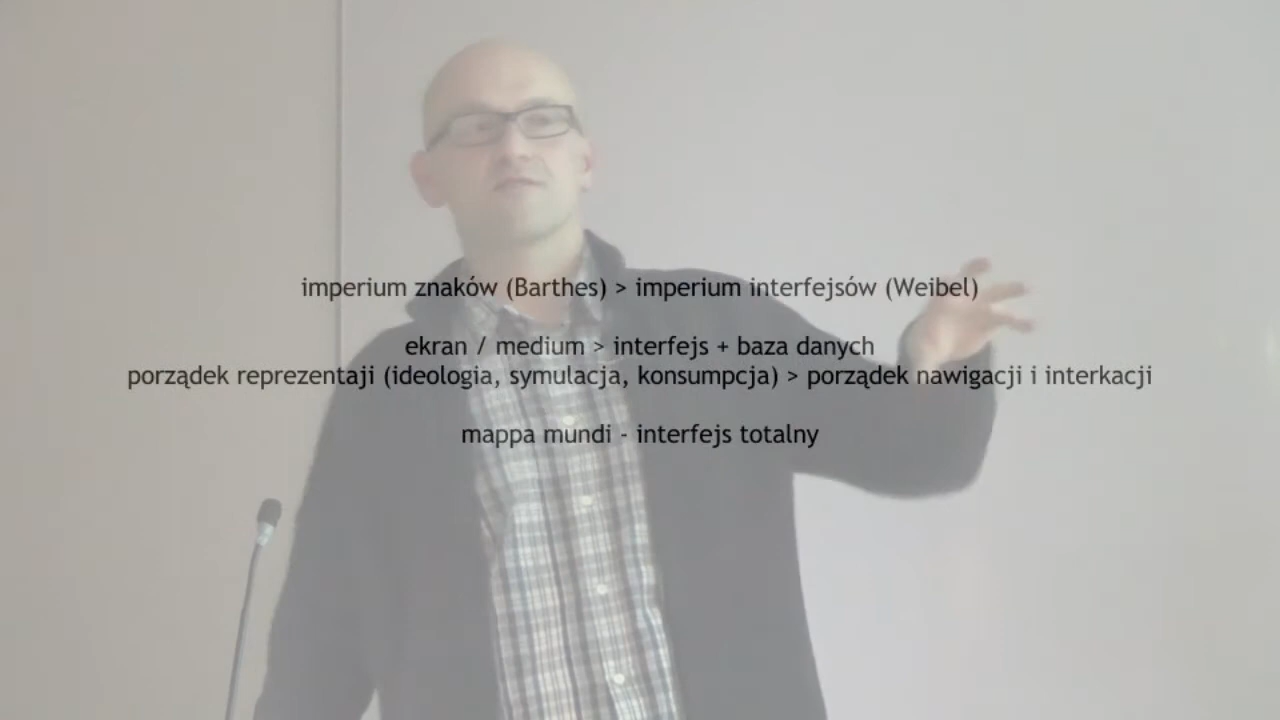 imperium znaków (Barthes) > imperium interfejsów (Weibel)
ekran / medium > interfejs + baza danych
porządek reprezentaji (ideologia, symulacja, konsumpcja) > porządek nawigacji i interkacji
mappa mundi - interfejs totalny